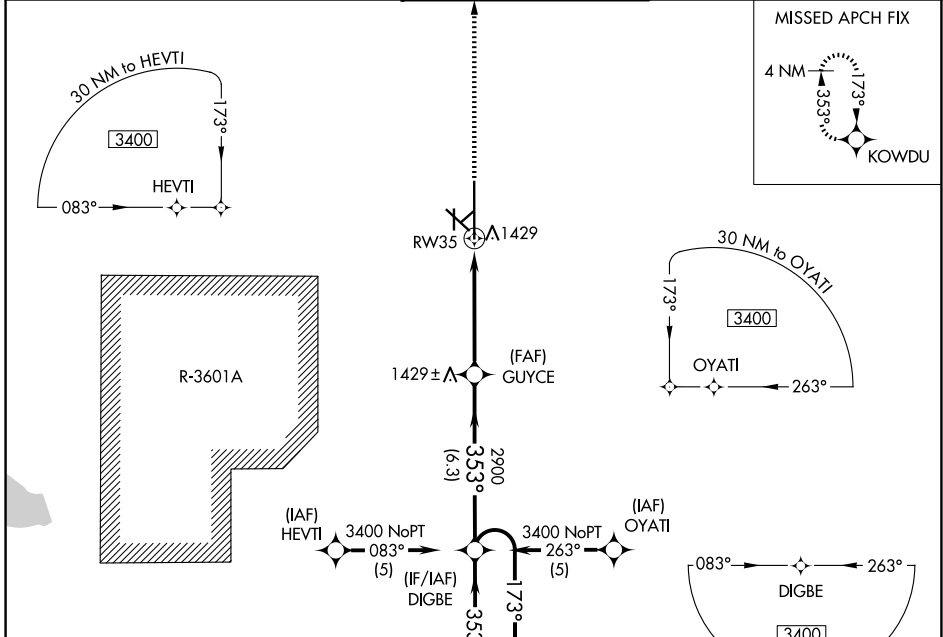 MISSED APCH FIX
4 NM
353°
173°
KOWDU
30 NM to HEVTI
173°
3400
HEVTI
083°
RW35
1429
30 NM to OYATI
173°
3400
OYATI
263°
R-3601A
1429±
(FAF)
GUYCE
2900
353°
(6.3)
(IAF)
HEVTI
3400 NoPT
083°
(5)
(IF/IAF)
DIGBE
3400 NoPT
263°
(5)
(IAF)
OYATI
173°
353
083°
263°
DIGBE
3400